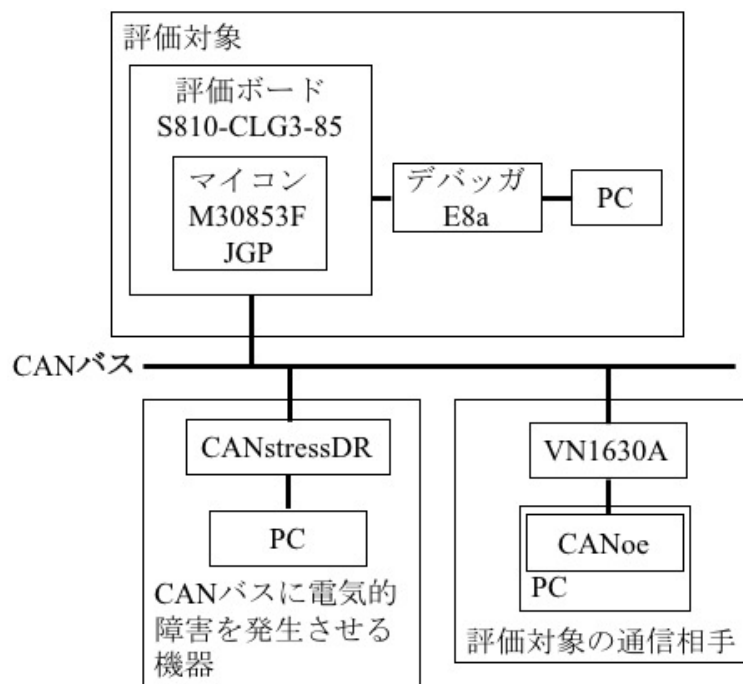 評価対象
評価ボード
S810-CLG3-85
マイコン
M30853F
JGP
デバッガ
E8a
PC
CANバス
CANstressDR
PC
CANバスに電気的
障害を発生させる
機器
VN1630A
CANoe
PC
評価対象の通信相手